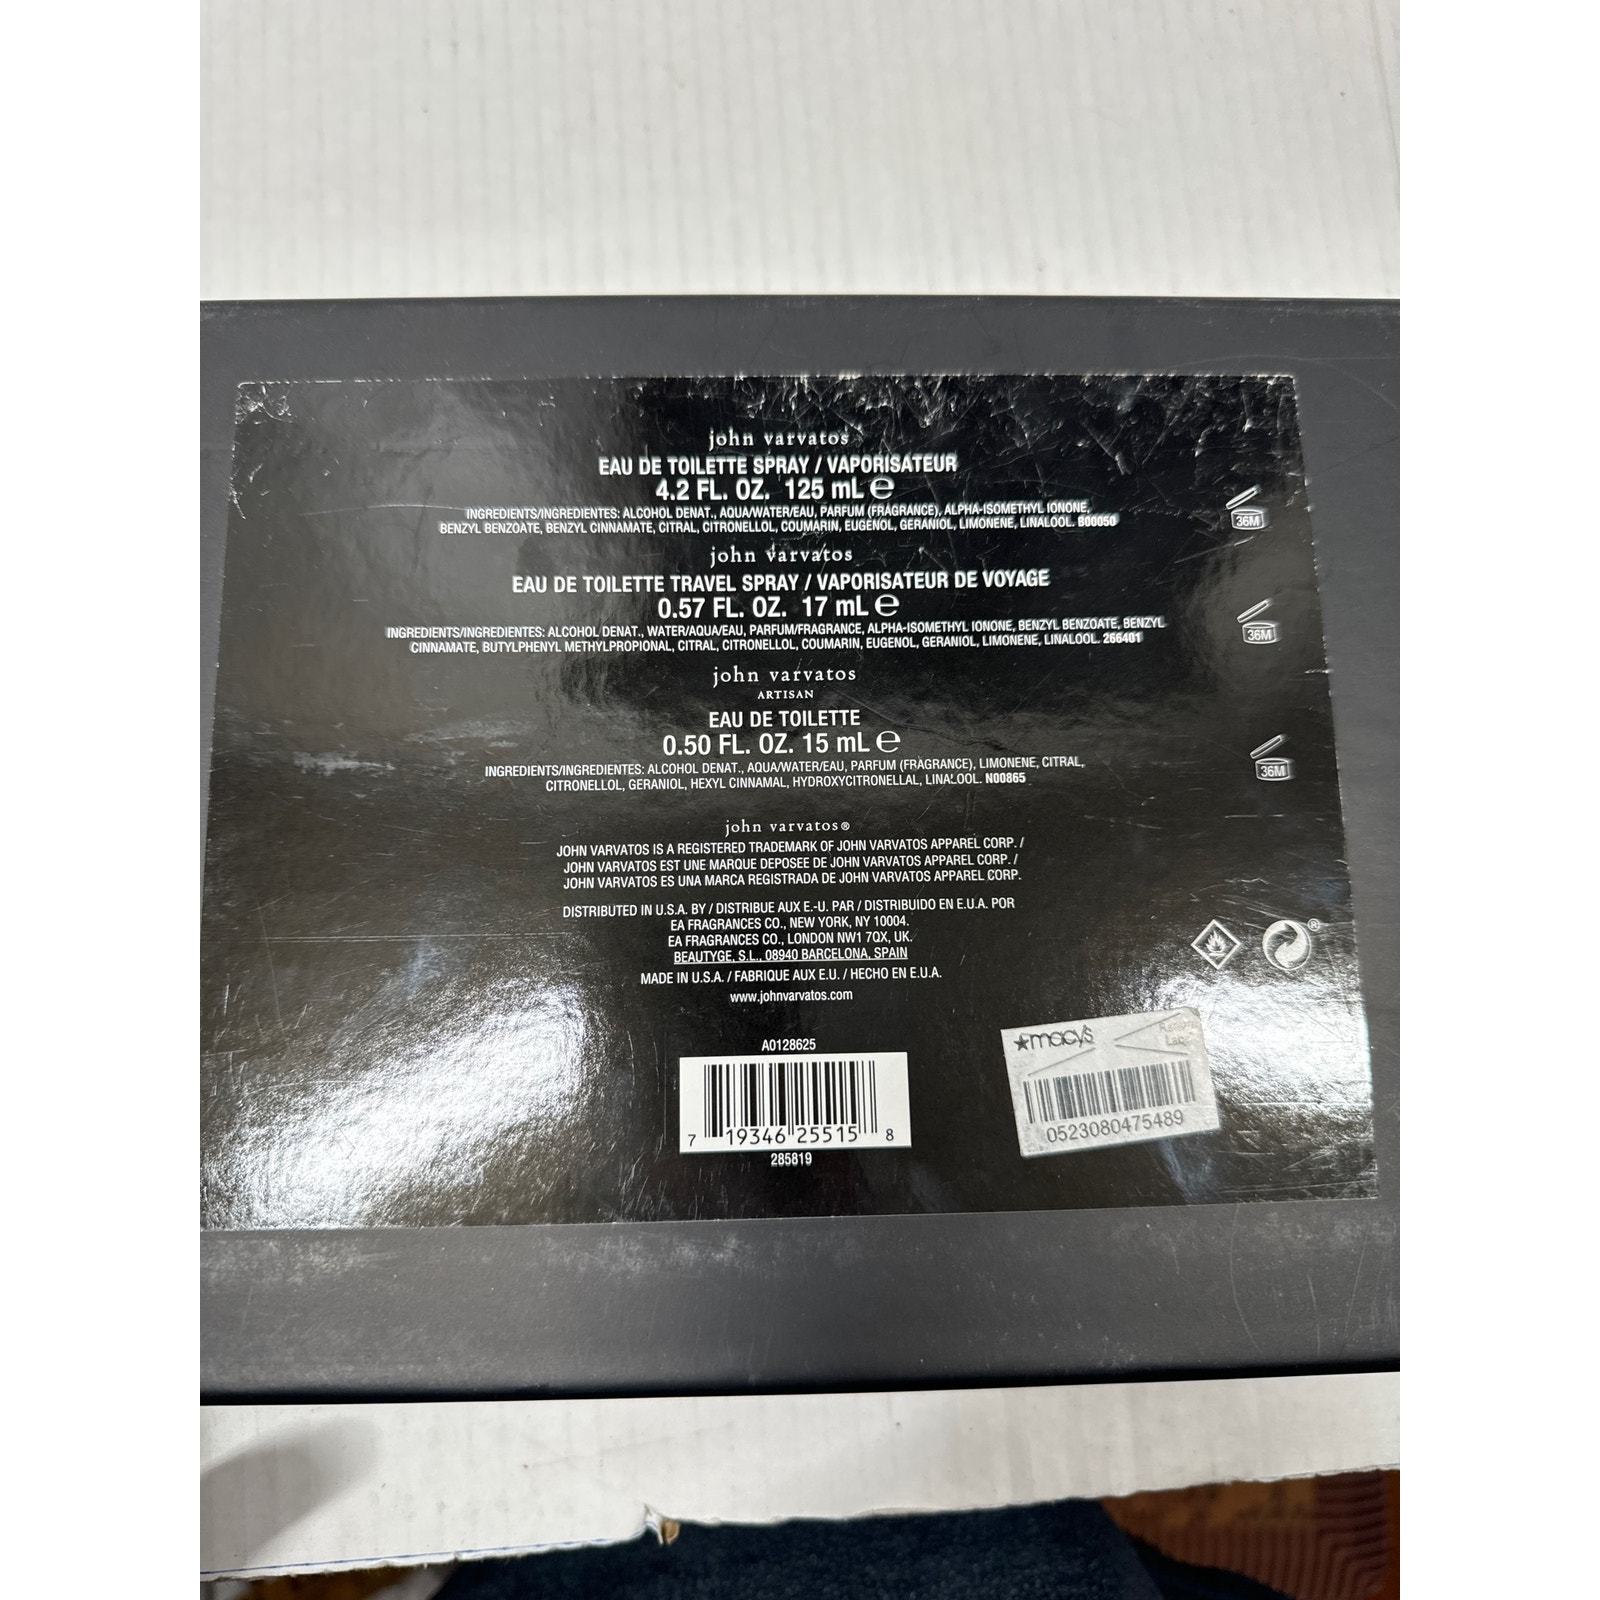 john varvatos
EAU DE TOILETTE SPRAY / VAPORISATEUR
4.2 FL. OZ. 125 mL ℮
INGREDIENTS/INGREDIENTES: ALCOHOL DENAT., AQUA/WATER/EAU, PARFUM (FRAGRANCE), ALPHA-ISOMETHYL IONONE,
BENZYL BENZOATE, BENZYL CINNAMATE, CITRAL, CITRONELLOL, COUMARIN, EUGENOL, GERANIOL, LIMONENE, LINALOOL. B00050
36M
john varvatos
EAU DE TOILETTE TRAVEL SPRAY / VAPORISATEUR DE VOYAGE
0.57 FL. OZ. 17 mL ℮
INGREDIENTS/INGREDIENTES: ALCOHOL DENAT., WATER/AQUA/EAU, PARFUM/FRAGRANCE, ALPHA-ISOMETHYL IONONE, BENZYL BENZOATE, BENZYL
CINNAMATE, BUTYLPHENYL METHYLPROPIONAL, CITRAL, CITRONELLOL, COUMARIN, EUGENOL, GERANIOL, LIMONENE, LINALOOL. 266401
36M
john varvatos
ARTISAN
EAU DE TOILETTE
0.50 FL. OZ. 15 mL ℮
INGREDIENTS/INGREDIENTES: ALCOHOL DENAT., AQUA/WATER/EAU, PARFUM (FRAGRANCE), LIMONENE, CITRAL,
CITRONELLOL, GERANIOL, HEXYL CINNAMAL, HYDROXYCITRONELLAL, LINALOOL. N00865
36M
john varvatos®
JOHN VARVATOS IS A REGISTERED TRADEMARK OF JOHN VARVATOS APPAREL CORP. /
JOHN VARVATOS EST UNE MARQUE DEPOSEE DE JOHN VARVATOS APPAREL CORP. /
JOHN VARVATOS ES UNA MARCA REGISTRADA DE JOHN VARVATOS APPAREL CORP.
DISTRIBUTED IN U.S.A. BY / DISTRIBUE AUX E.-U. PAR / DISTRIBUIDO EN E.U.A. POR
EA FRAGRANCES CO., NEW YORK, NY 10004.
EA FRAGRANCES CO., LONDON NW1 7QX, UK.
BEAUTYGE, S.L., 08940 BARCELONA, SPAIN
MADE IN U.S.A. / FABRIQUE AUX E.U. / HECHO EN E.U.A.
www.johnvarvatos.com
®
A0128625
7 19346 25515 8
285819
macy's
0523080475489